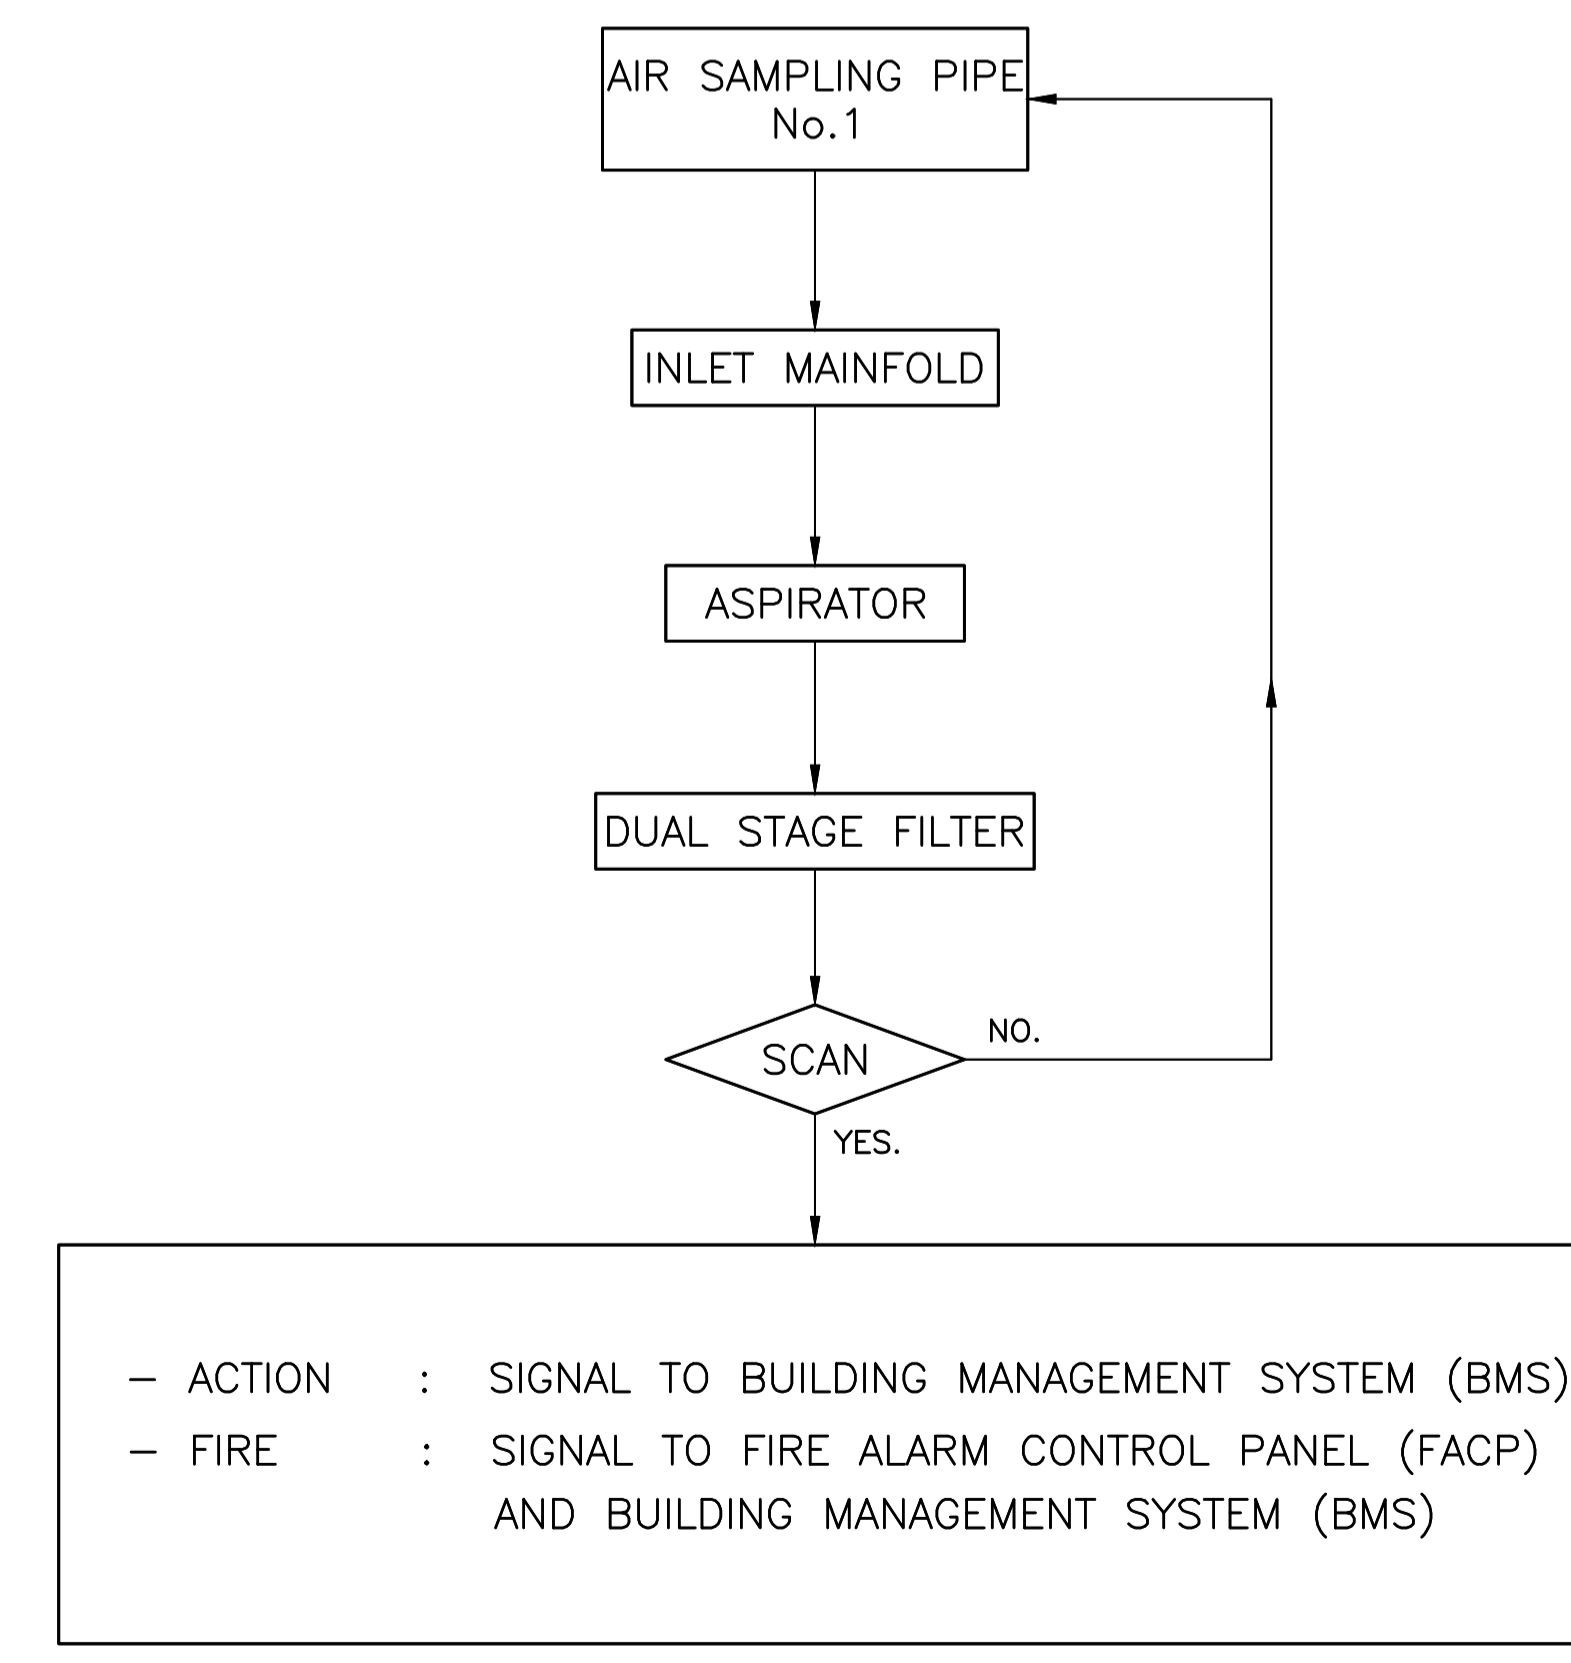 AIR SAMPLING PIPE
No.1
INLET MAINFOLD
ASPIRATOR
DUAL STAGE FILTER
SCAN
NO.
YES.
– ACTION : SIGNAL TO BUILDING MANAGEMENT SYSTEM (BMS)
– FIRE : SIGNAL TO FIRE ALARM CONTROL PANEL (FACP)
AND BUILDING MANAGEMENT SYSTEM (BMS)